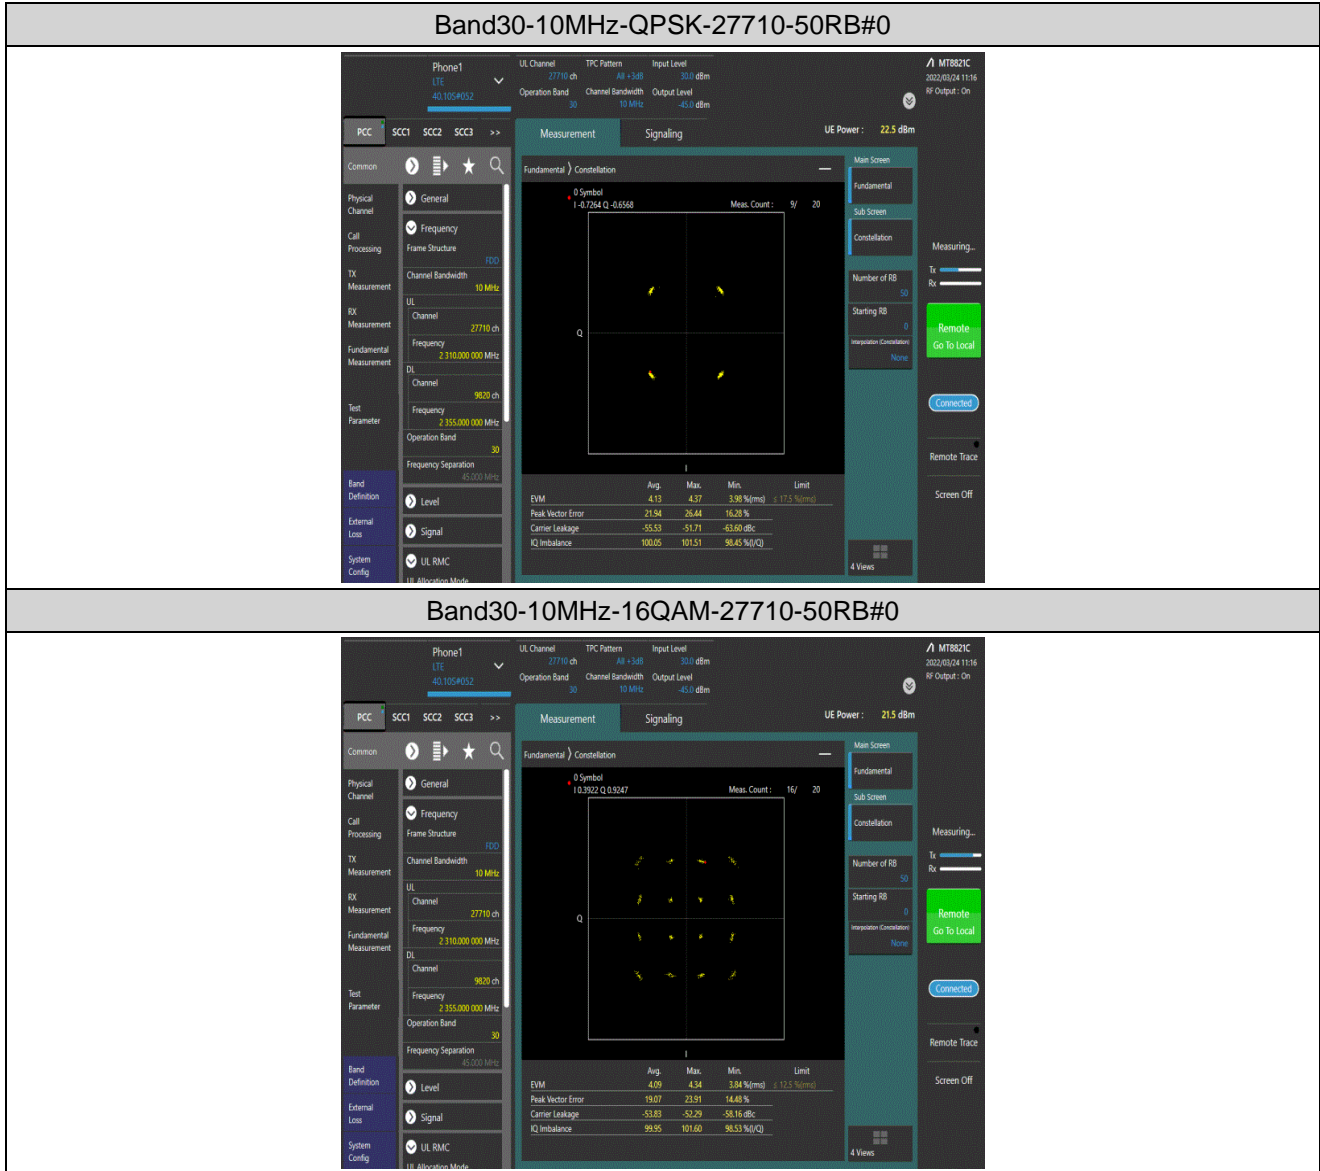 Band30-10MHz-QPSK-27710-50RB#0
Phone1
LTE
40.10S#052
UL Channel TPC Pattern Input Level
27710 ch All +3dB 30.0 dBm
Operation Band Channel Bandwidth Output Level
30 10 MHz -45.0 dBm
MT8821C
2022/03/24 11:16
RF Output : On
PCC SCC1 SCC2 SCC3 >>
Measurement Signaling
UE Power : 22.5 dBm
Common
Physical Channel
Call Processing
TX Measurement
RX Measurement
Fundamental Measurement
Test Parameter
Band Definition
External Loss
System Config
General
Frequency
Frame Structure
FDD
Channel Bandwidth
10 MHz
UL
Channel
27710 ch
Frequency
2 310.000 000 MHz
DL
Channel
9820 ch
Frequency
2 355.000 000 MHz
Operation Band
30
Frequency Separation
45.000 MHz
Level
Signal
UL RMC
UL Allocation Mode
Fundamental ⟩ Constellation
0 Symbol
I -0.7264 Q -0.6568 Meas. Count : 9/ 20
Q
I
Avg. Max. Min. Limit
EVM 4.13 4.37 3.98 %(rms) ≤ 17.5 %(rms)
Peak Vector Error 21.94 26.44 16.28 %
Carrier Leakage -55.53 -51.71 -63.60 dBc
IQ Imbalance 100.05 101.51 98.45 %(I/Q)
Main Screen
Fundamental
Sub Screen
Constellation
Number of RB
50
Starting RB
0
Interpolation (Constellation)
None
4 Views
Measuring...
Tx
Rx
Remote
Go To Local
Connected
Remote Trace
Screen Off
Band30-10MHz-16QAM-27710-50RB#0
Phone1
LTE
40.10S#052
UL Channel TPC Pattern Input Level
27710 ch All +3dB 30.0 dBm
Operation Band Channel Bandwidth Output Level
30 10 MHz -45.0 dBm
MT8821C
2022/03/24 11:16
RF Output : On
PCC SCC1 SCC2 SCC3 >>
Measurement Signaling
UE Power : 21.5 dBm
Common
Physical Channel
Call Processing
TX Measurement
RX Measurement
Fundamental Measurement
Test Parameter
Band Definition
External Loss
System Config
General
Frequency
Frame Structure
FDD
Channel Bandwidth
10 MHz
UL
Channel
27710 ch
Frequency
2 310.000 000 MHz
DL
Channel
9820 ch
Frequency
2 355.000 000 MHz
Operation Band
30
Frequency Separation
45.000 MHz
Level
Signal
UL RMC
UL Allocation Mode
Fundamental ⟩ Constellation
0 Symbol
I 0.3922 Q 0.9247 Meas. Count : 16/ 20
Q
I
Avg. Max. Min. Limit
EVM 4.09 4.34 3.84 %(rms) ≤ 12.5 %(rms)
Peak Vector Error 19.07 23.91 14.48 %
Carrier Leakage -53.83 -52.29 -58.16 dBc
IQ Imbalance 99.95 101.60 98.53 %(I/Q)
Main Screen
Fundamental
Sub Screen
Constellation
Number of RB
50
Starting RB
0
Interpolation (Constellation)
None
4 Views
Measuring...
Tx
Rx
Remote
Go To Local
Connected
Remote Trace
Screen Off